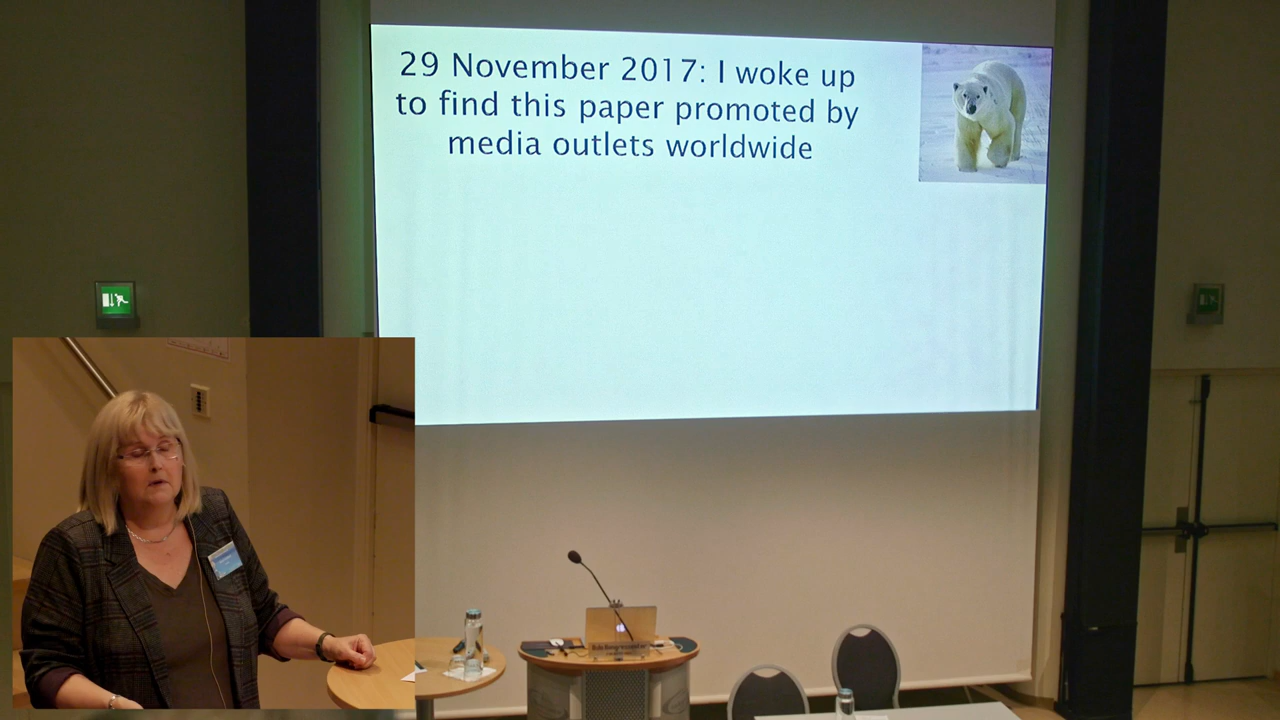 29 November 2017: I woke up
to find this paper promoted by
media outlets worldwide